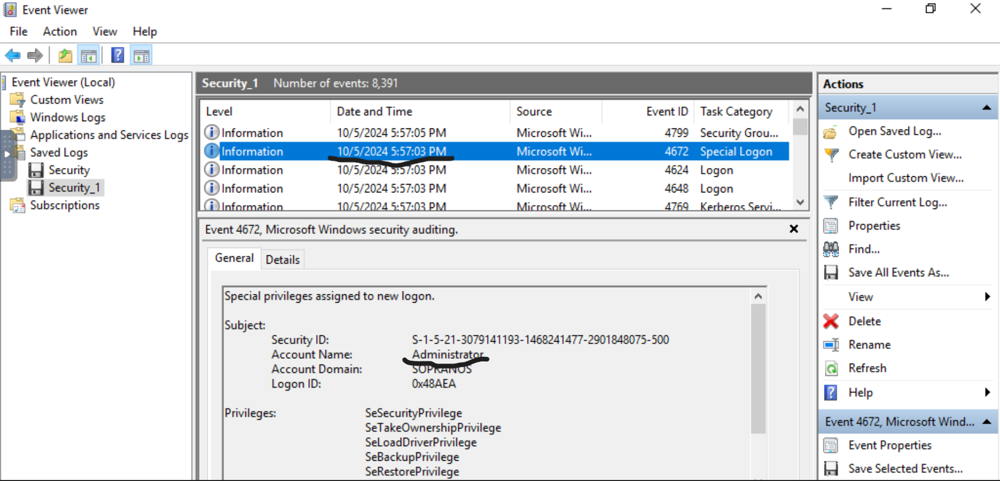 Event Viewer
File Action View Help
Event Viewer (Local)
Custom Views
Windows Logs
Applications and Services Logs
Saved Logs
Security
Security_1
Subscriptions
Security_1 Number of events: 8,391
Level Date and Time Source Event ID Task Category
Information 10/5/2024 5:57:05 PM Microsoft Wi... 4799 Security Grou...
Information 10/5/2024 5:57:03 PM Microsoft Wi... 4672 Special Logon
Information 10/5/2024 5:57:03 PM Microsoft Wi... 4624 Logon
Information 10/5/2024 5:57:03 PM Microsoft Wi... 4648 Logon
Information 10/5/2024 5:57:03 PM Microsoft Wi... 4769 Kerberos Servi...
Event 4672, Microsoft Windows security auditing.
General Details
Special privileges assigned to new logon.
Subject:
Security ID: S-1-5-21-3079141193-1468241477-2901848075-500
Account Name: Administrator
Account Domain: SOPRANOS
Logon ID: 0x48AEA
Privileges: SeSecurityPrivilege
SeTakeOwnershipPrivilege
SeLoadDriverPrivilege
SeBackupPrivilege
SeRestorePrivilege
Actions
Security_1
Open Saved Log...
Create Custom View...
Import Custom View...
Filter Current Log...
Properties
Find...
Save All Events As...
View
Delete
Rename
Refresh
Help
Event 4672, Microsoft Wind...
Event Properties
Save Selected Events...